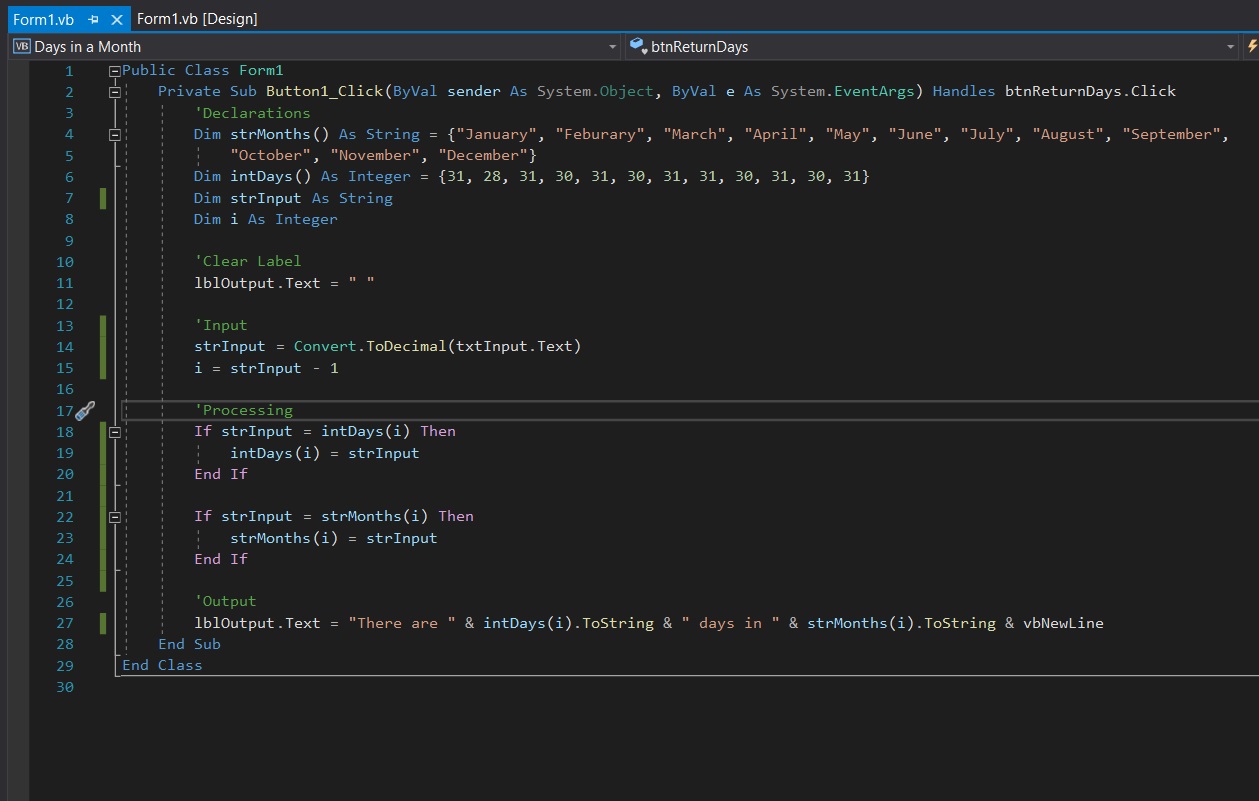 Form1.vb Form1.vb [Design]
VB Days in a Month btnReturnDays
1 Public Class Form1
2 Private Sub Button1_Click(ByVal sender As System.Object, ByVal e As System.EventArgs) Handles btnReturnDays.Click
3 'Declarations
4 Dim strMonths() As String = {"January", "Feburary", "March", "April", "May", "June", "July", "August", "September",
5 "October", "November", "December"}
6 Dim intDays() As Integer = {31, 28, 31, 30, 31, 30, 31, 31, 30, 31, 30, 31}
7 Dim strInput As String
8 Dim i As Integer
9
10 'Clear Label
11 lblOutput.Text = " "
12
13 'Input
14 strInput = Convert.ToDecimal(txtInput.Text)
15 i = strInput - 1
16
17 'Processing
18 If strInput = intDays(i) Then
19 intDays(i) = strInput
20 End If
21
22 If strInput = strMonths(i) Then
23 strMonths(i) = strInput
24 End If
25
26 'Output
27 lblOutput.Text = "There are " & intDays(i).ToString & " days in " & strMonths(i).ToString & vbNewLine
28 End Sub
29 End Class
30